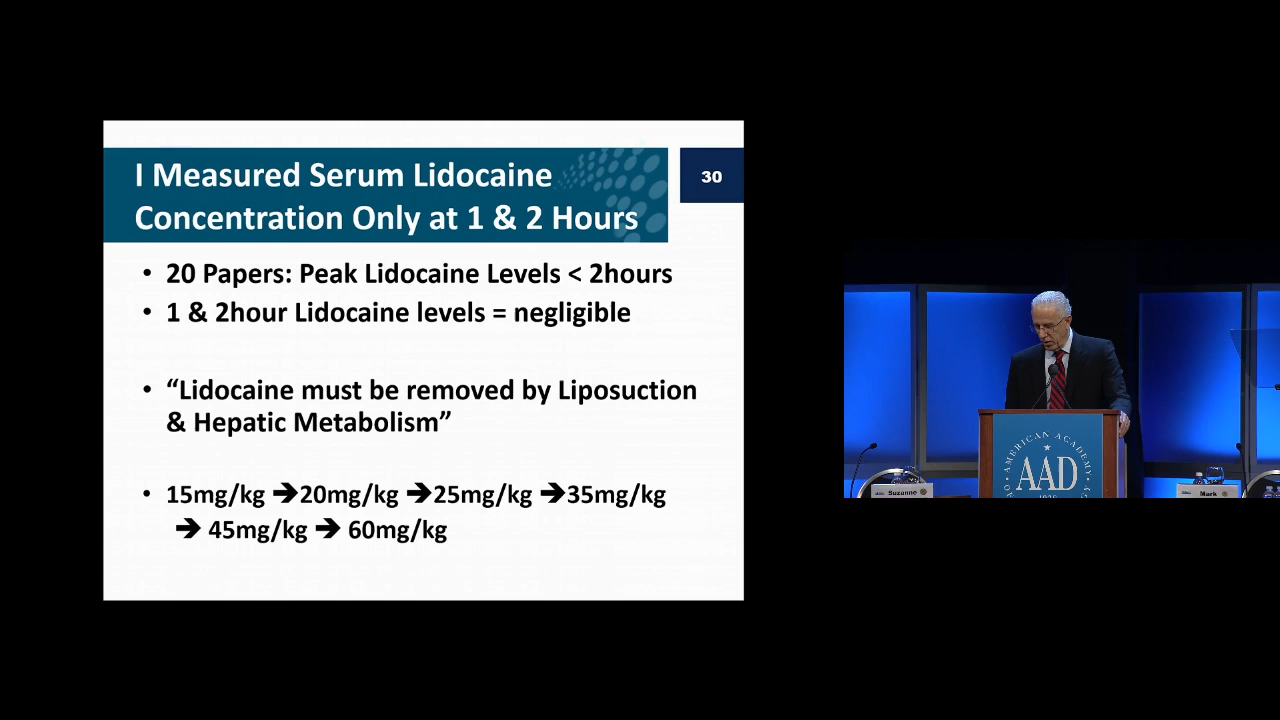 I Measured Serum Lidocaine
Concentration Only at 1 & 2 Hours
30
• 20 Papers: Peak Lidocaine Levels < 2hours
• 1 & 2hour Lidocaine levels = negligible
• “Lidocaine must be removed by Liposuction
& Hepatic Metabolism”
• 15mg/kg ➔20mg/kg ➔25mg/kg ➔35mg/kg
➔ 45mg/kg ➔ 60mg/kg
AMERICAN ACADEMY
AAD
Suzanne
Mark